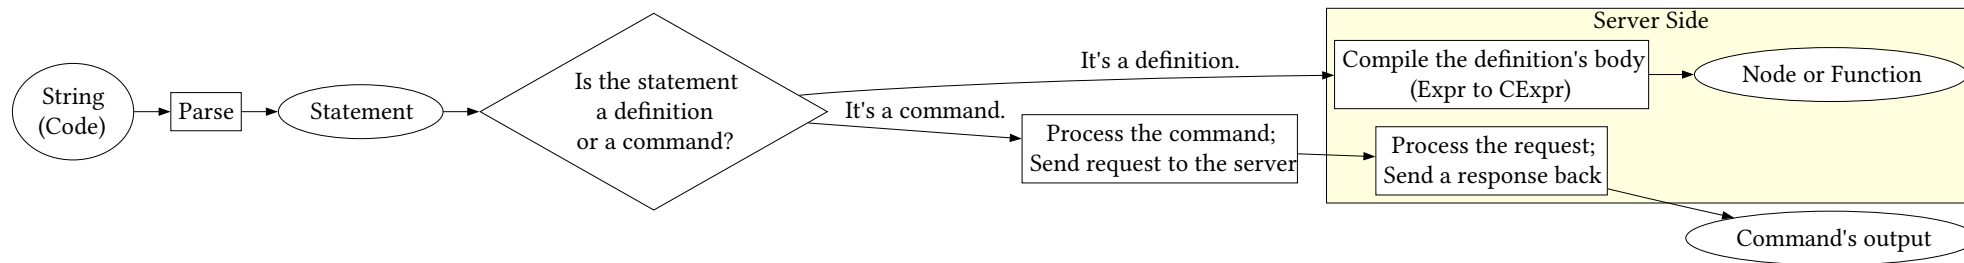 String
(Code)
Parse
Statement
Is the statement
a definition
or a command?
It's a definition.
It's a command.
Process the command;
Send request to the server
Server Side
Compile the definition's body
(Expr to CExpr)
Node or Function
Process the request;
Send a response back
Command's output